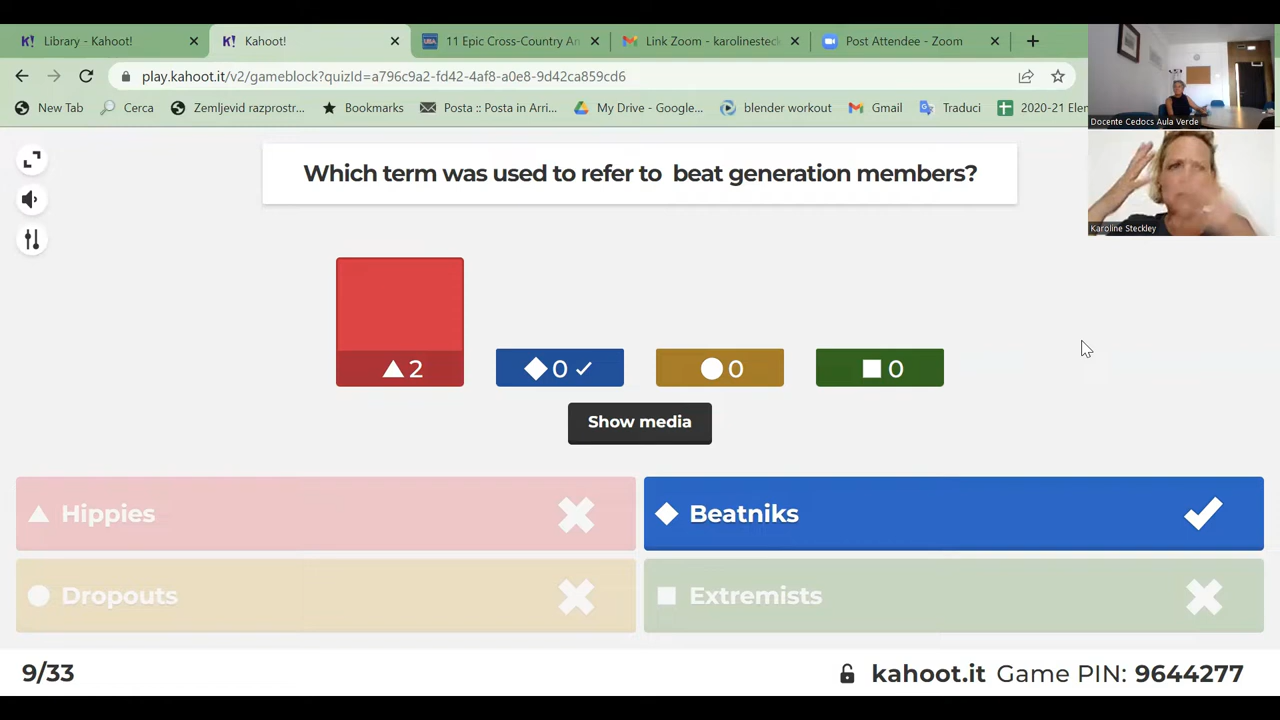 Library - Kahoot!
Kahoot!
11 Epic Cross-Country An
Link Zoom - karolinesteck
Post Attendee - Zoom
play.kahoot.it/v2/gameblock?quizId=a796c9a2-fd42-4af8-a0e8-9d42ca859cd6
New Tab
Cerca
Zemljevid razprostr...
Bookmarks
Posta :: Posta in Arri...
My Drive - Google...
blender workout
Gmail
Traduci
2020-21 Elem
Docente Cedocs Aula Verde
Karoline Steckley
Which term was used to refer to beat generation members?
2
0
0
0
Show media
Hippies
Beatniks
Dropouts
Extremists
9/33
kahoot.it Game PIN: 9644277